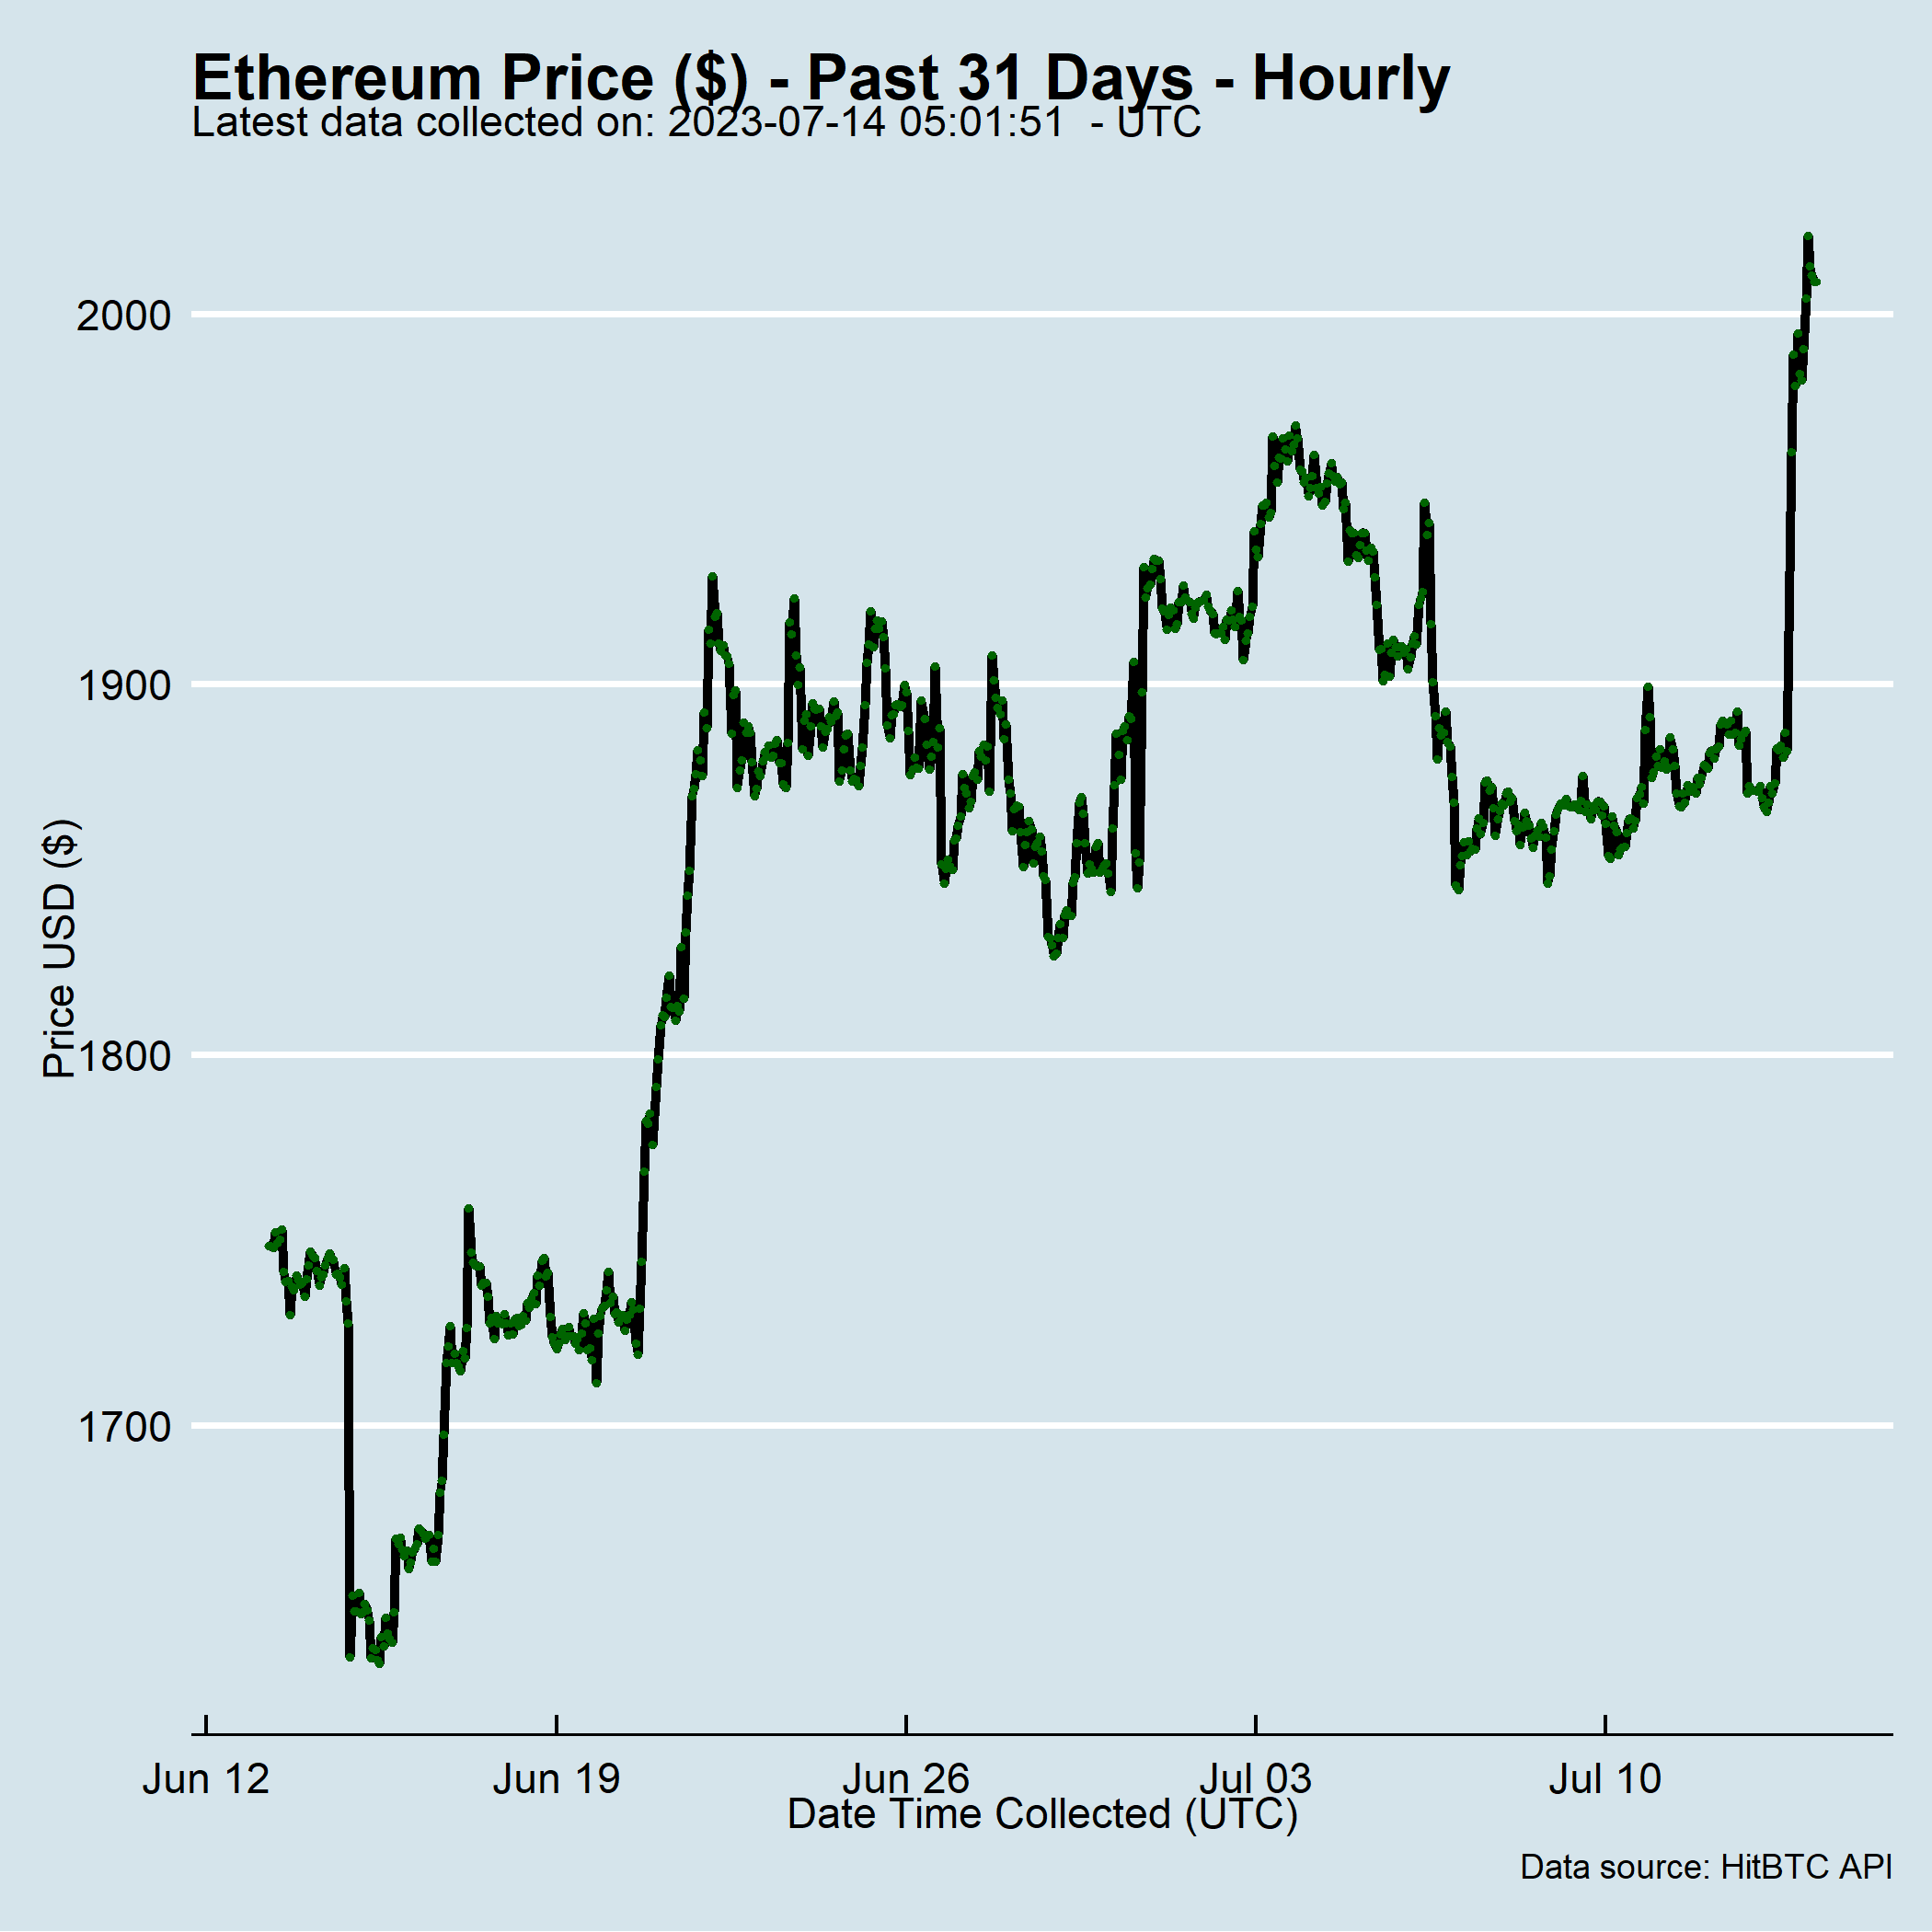 Ethereum Price ($) - Past 31 Days - Hourly
Latest data collected on: 2023-07-14 05:01:51  - UTC
Price USD ($)
2000
1900
1800
1700
Jun 12
Jun 19
Jun 26
Jul 03
Jul 10
Date Time Collected (UTC)
Data source: HitBTC API